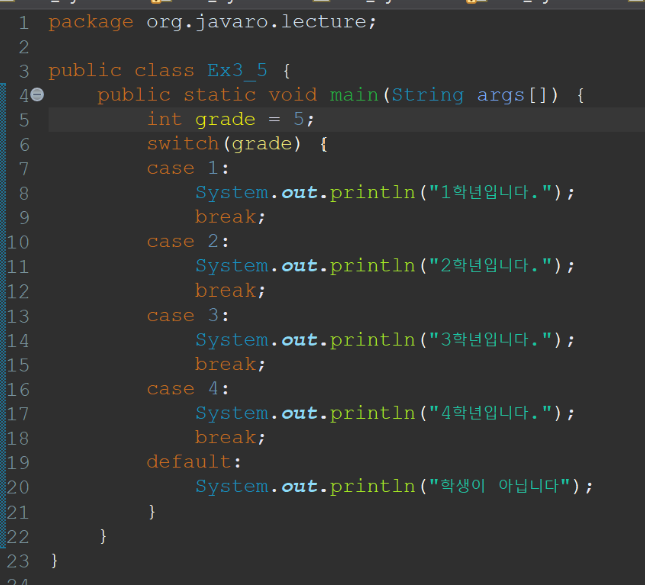 1 package org.javaro.lecture;
2
3 public class Ex3_5 {
4 public static void main(String args[]) {
5 int grade = 5;
6 switch(grade) {
7 case 1:
8 System.out.println("1학년입니다.");
9 break;
10 case 2:
11 System.out.println("2학년입니다.");
12 break;
13 case 3:
14 System.out.println("3학년입니다.");
15 break;
16 case 4:
17 System.out.println("4학년입니다.");
18 break;
19 default:
20 System.out.println("학생이 아닙니다");
21 }
22 }
23 }
24